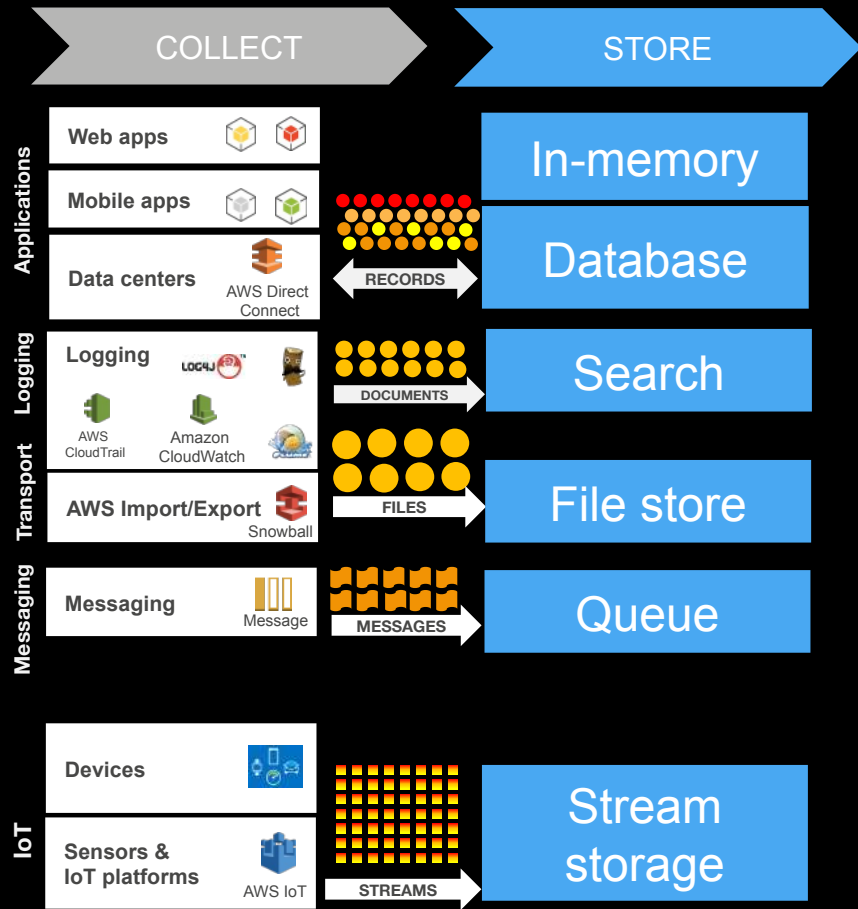 COLLECT
STORE
Applications
Web apps
Mobile apps
Data centers
AWS Direct
Connect
RECORDS
In-memory
Database
Logging
Logging
LOG4J™
AWS
CloudTrail
Amazon
CloudWatch
DOCUMENTS
Search
Transport
AWS Import/Export
Snowball
FILES
File store
Messaging
Messaging
Message
MESSAGES
Queue
IoT
Devices
Sensors &
IoT platforms
AWS IoT
STREAMS
Stream
storage